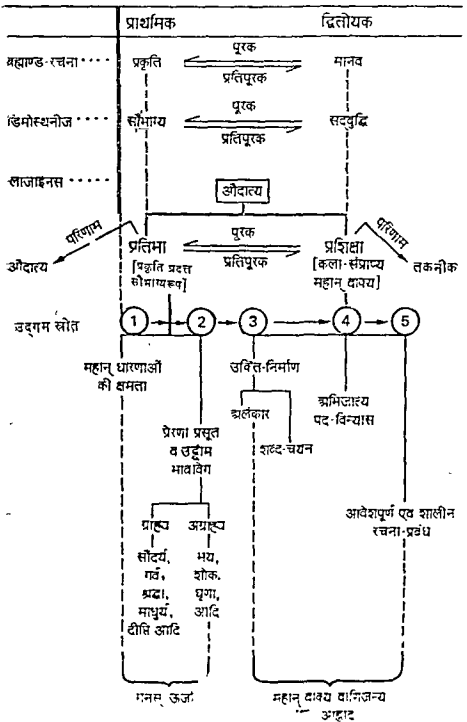 प्राथमिक द्वितीयक
पूरक
ब्रह्माण्ड-रचना ···· प्रकृति मानव
प्रतिपूरक
पूरक
डिमोस्थनीज ···· सौभाग्य सद्बुद्धि
प्रतिपूरक
लाजाइनस ·····
औदात्य
परिणाम पूरक परिणाम
प्रतिभा प्रशिक्षा
प्रतिपूरक
औदात्य [प्रकृति प्रदत्त [कला-संप्राप्य तकनीक
सौभाग्यरूप] महान् वाक्य]
उद्गम स्रोत 1 2 3 4 5
महान् धारणाओं उक्ति-निर्माण
की क्षमता
अलंकार अभिजात्य
पद-विन्यास
प्रेरणा प्रसूत शब्द-चयन
व उद्दाम
भावावेग
आवेशपूर्ण एव शालीन
ग्राह्य अग्राह्य रचना-प्रबंध
सौंदर्य, भय,
गर्व, शोक,
श्रद्धा, घृणा,
माधुर्य, आदि
दीप्ति आदि
मनस् ऊर्जा महान् वाक्य